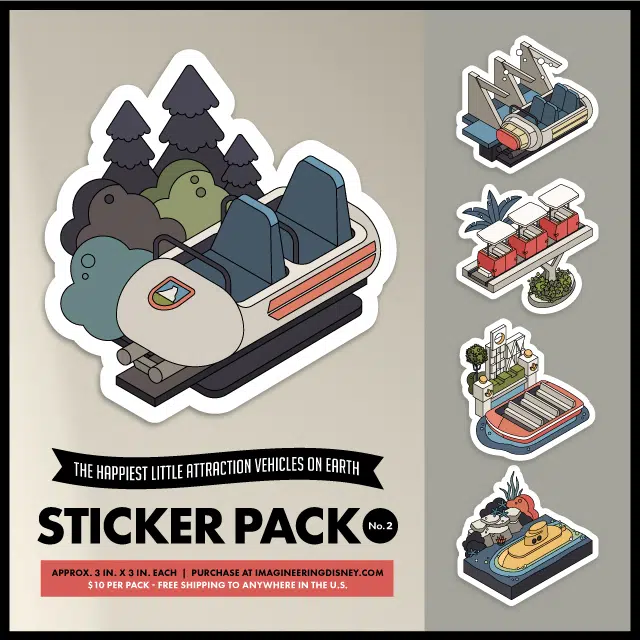 THE HAPPIEST LITTLE ATTRACTION VEHICLES ON EARTH
STICKER PACK No. 2
APPROX. 3 IN. X 3 IN. EACH | PURCHASE AT IMAGINEERINGDISNEY.COM
$10 PER PACK - FREE SHIPPING TO ANYWHERE IN THE U.S.